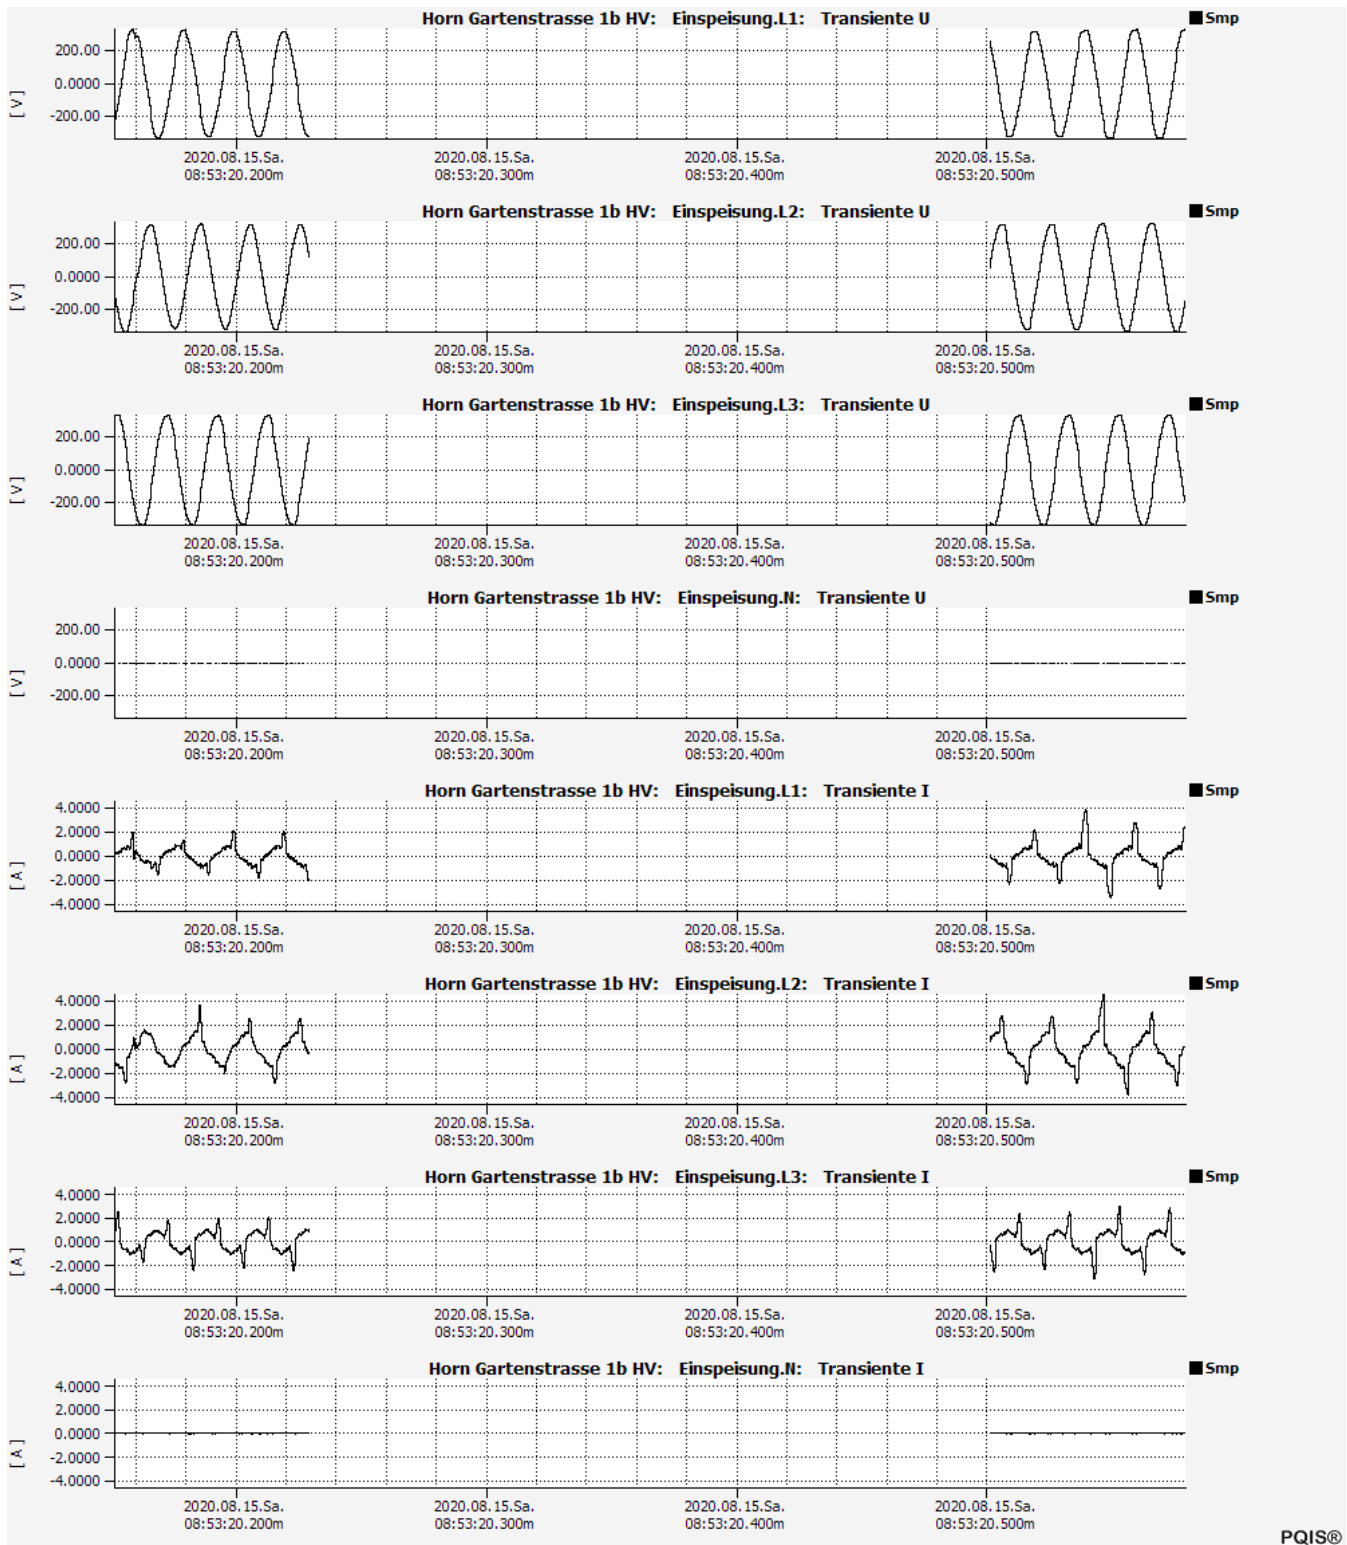 Horn Gartenstrasse 1b HV: Einspeisung.L1: Transiente U
Smp
200.00
0.0000
-200.00
[ V ]
2020.08.15.Sa. 2020.08.15.Sa. 2020.08.15.Sa. 2020.08.15.Sa.
08:53:20.200m 08:53:20.300m 08:53:20.400m 08:53:20.500m
Horn Gartenstrasse 1b HV: Einspeisung.L2: Transiente U
Smp
200.00
0.0000
-200.00
[ V ]
2020.08.15.Sa. 2020.08.15.Sa. 2020.08.15.Sa. 2020.08.15.Sa.
08:53:20.200m 08:53:20.300m 08:53:20.400m 08:53:20.500m
Horn Gartenstrasse 1b HV: Einspeisung.L3: Transiente U
Smp
200.00
0.0000
-200.00
[ V ]
2020.08.15.Sa. 2020.08.15.Sa. 2020.08.15.Sa. 2020.08.15.Sa.
08:53:20.200m 08:53:20.300m 08:53:20.400m 08:53:20.500m
Horn Gartenstrasse 1b HV: Einspeisung.N: Transiente U
Smp
200.00
0.0000
-200.00
[ V ]
2020.08.15.Sa. 2020.08.15.Sa. 2020.08.15.Sa. 2020.08.15.Sa.
08:53:20.200m 08:53:20.300m 08:53:20.400m 08:53:20.500m
Horn Gartenstrasse 1b HV: Einspeisung.L1: Transiente I
Smp
4.0000
2.0000
0.0000
-2.0000
-4.0000
[ A ]
2020.08.15.Sa. 2020.08.15.Sa. 2020.08.15.Sa. 2020.08.15.Sa.
08:53:20.200m 08:53:20.300m 08:53:20.400m 08:53:20.500m
Horn Gartenstrasse 1b HV: Einspeisung.L2: Transiente I
Smp
4.0000
2.0000
0.0000
-2.0000
-4.0000
[ A ]
2020.08.15.Sa. 2020.08.15.Sa. 2020.08.15.Sa. 2020.08.15.Sa.
08:53:20.200m 08:53:20.300m 08:53:20.400m 08:53:20.500m
Horn Gartenstrasse 1b HV: Einspeisung.L3: Transiente I
Smp
4.0000
2.0000
0.0000
-2.0000
-4.0000
[ A ]
2020.08.15.Sa. 2020.08.15.Sa. 2020.08.15.Sa. 2020.08.15.Sa.
08:53:20.200m 08:53:20.300m 08:53:20.400m 08:53:20.500m
Horn Gartenstrasse 1b HV: Einspeisung.N: Transiente I
Smp
4.0000
2.0000
0.0000
-2.0000
-4.0000
[ A ]
2020.08.15.Sa. 2020.08.15.Sa. 2020.08.15.Sa. 2020.08.15.Sa.
08:53:20.200m 08:53:20.300m 08:53:20.400m 08:53:20.500m
PQIS®